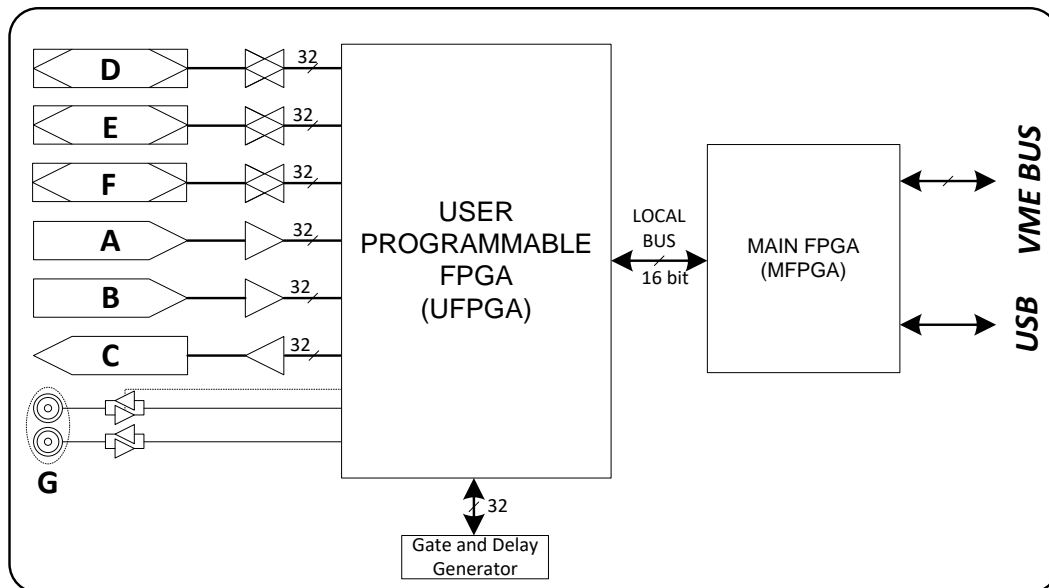 D
32
E
32
F
32
A
32
B
32
C
32
G
USER
PROGRAMMABLE
FPGA
(UFPGA)
LOCAL
BUS
16 bit
MAIN FPGA
(MFPGA)
VME BUS
USB
32
Gate and Delay
Generator